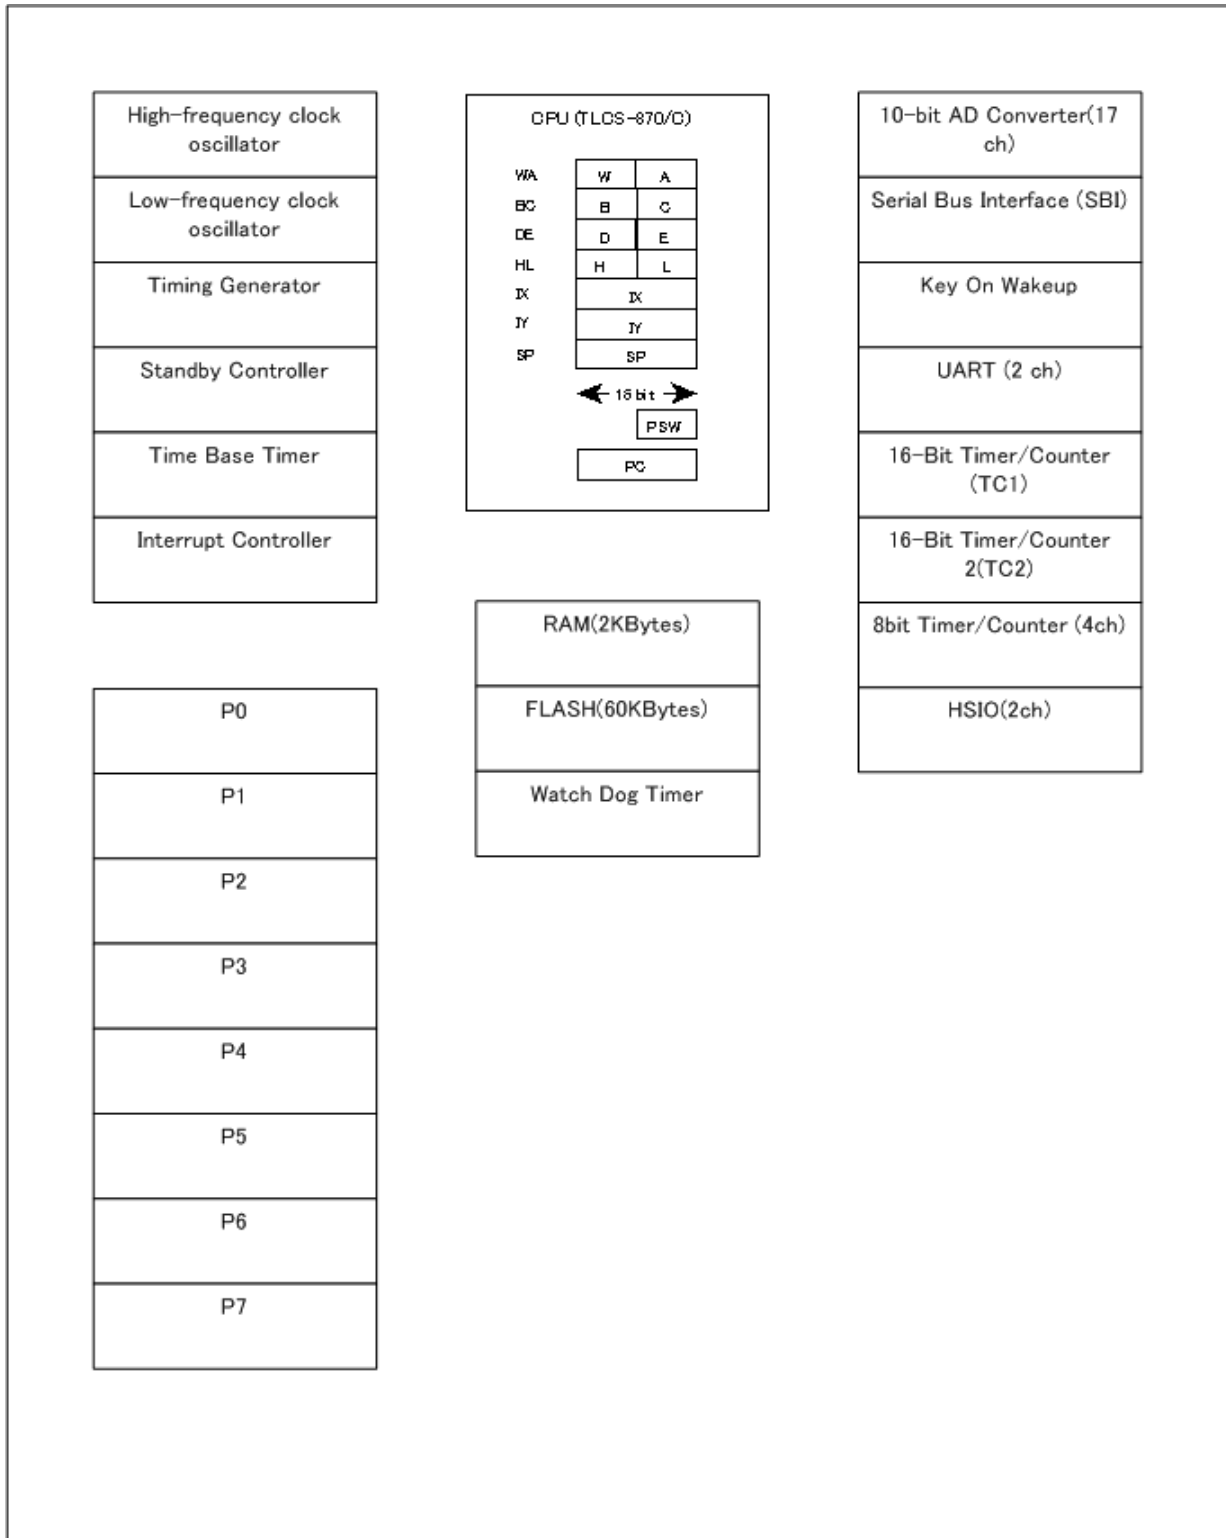 High-frequency clock
oscillator
Low-frequency clock
oscillator
Timing Generator
Standby Controller
Time Base Timer
Interrupt Controller
P0
P1
P2
P3
P4
P5
P6
P7
CPU (TLCS-870/C)
WA W A
BC B C
DE D E
HL H L
IX IX
IY IY
SP SP
16 bit
PSW
PC
RAM(2KBytes)
FLASH(60KBytes)
Watch Dog Timer
10-bit AD Converter(17
ch)
Serial Bus Interface (SBI)
Key On Wakeup
UART (2 ch)
16-Bit Timer/Counter
(TC1)
16-Bit Timer/Counter
2(TC2)
8bit Timer/Counter (4ch)
HSIO(2ch)